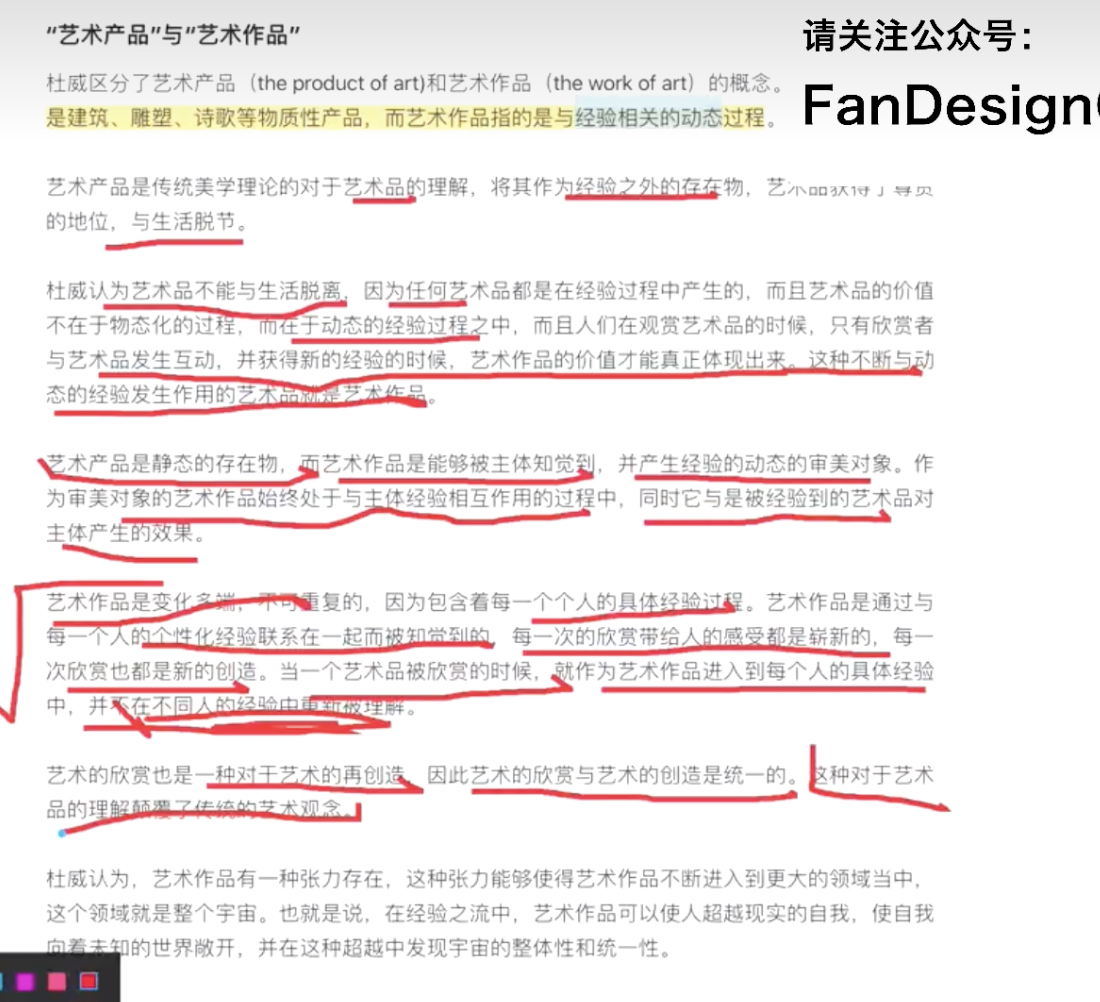 “艺术产品”与“艺术作品”
请关注公众号：
杜威区分了艺术产品（the product of art)和艺术作品（the work of art）的概念。
FanDesign
是建筑、雕塑、诗歌等物质性产品，而艺术作品指的是与经验相关的动态过程。
艺术产品是传统美学理论的对于艺术品的理解，将其作为经验之外的存在物，艺术品获得了尊贵
的地位，与生活脱节。
杜威认为艺术品不能与生活脱离，因为任何艺术品都是在经验过程中产生的，而且艺术品的价值
不在于物态化的过程，而在于动态的经验过程之中，而且人们在观赏艺术品的时候，只有欣赏者
与艺术品发生互动，并获得新的经验的时候，艺术作品的价值才能真正体现出来。这种不断与动
态的经验发生作用的艺术品就是艺术作品。
艺术产品是静态的存在物，而艺术作品是能够被主体知觉到，并产生经验的动态的审美对象。作
为审美对象的艺术作品始终处于与主体经验相互作用的过程中，同时它与是被经验到的艺术品对
主体产生的效果。
艺术作品是变化多端，不可重复的，因为包含着每一个个人的具体经验过程。艺术作品是通过与
每一个人的个性化经验联系在一起而被知觉到的，每一次的欣赏带给人的感受都是崭新的，每一
次欣赏也都是新的创造。当一个艺术品被欣赏的时候，就作为艺术作品进入到每个人的具体经验
中，并不在不同人的经验中重新被理解。
艺术的欣赏也是一种对于艺术的再创造，因此艺术的欣赏与艺术的创造是统一的。这种对于艺术
品的理解颠覆了传统的艺术观念。
杜威认为，艺术作品有一种张力存在，这种张力能够使得艺术作品不断进入到更大的领域当中，
这个领域就是整个宇宙。也就是说，在经验之流中，艺术作品可以使人超越现实的自我，使自我
向着未知的世界敞开，并在这种超越中发现宇宙的整体性和统一性。